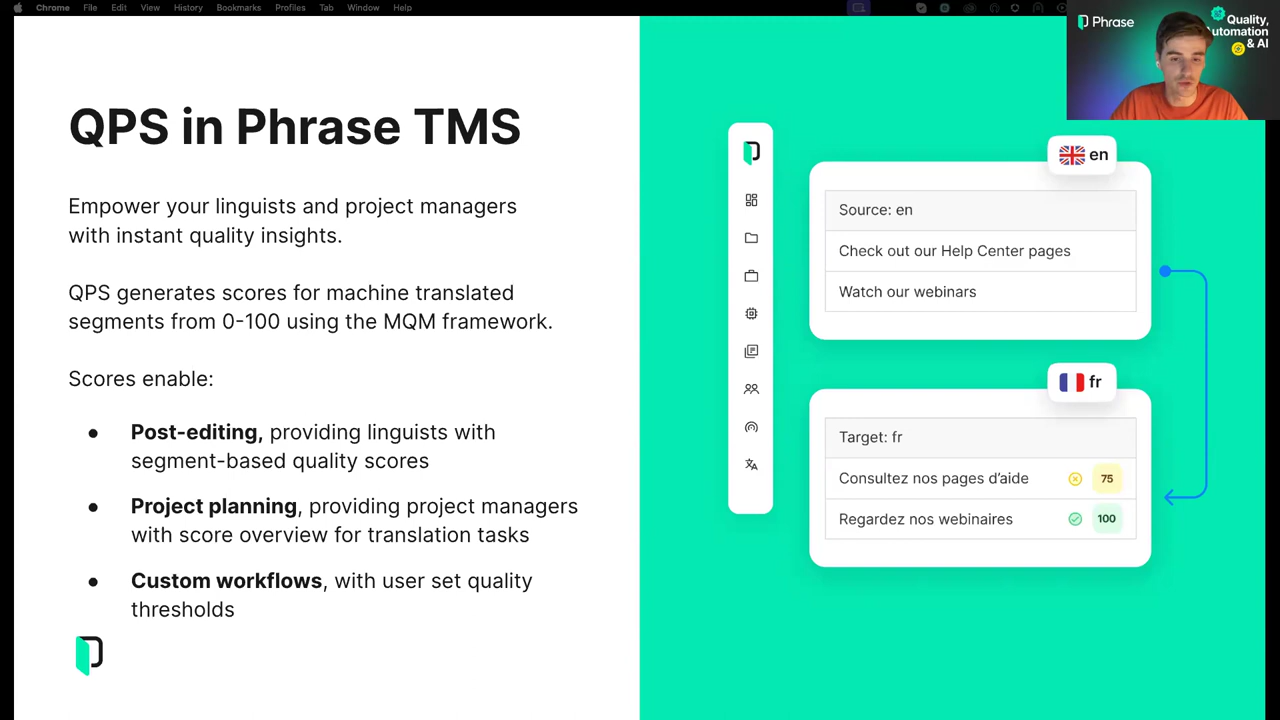 Chrome File Edit View History Bookmarks Profiles Tab Window Help
Phrase
Quality,
utomation
& AI
QPS in Phrase TMS
Empower your linguists and project managers
with instant quality insights.
QPS generates scores for machine translated
segments from 0-100 using the MQM framework.
Scores enable:
● Post-editing, providing linguists with
segment-based quality scores
● Project planning, providing project managers
with score overview for translation tasks
● Custom workflows, with user set quality
thresholds
en
Source: en
Check out our Help Center pages
Watch our webinars
fr
Target: fr
Consultez nos pages d’aide 75
Regardez nos webinaires 100